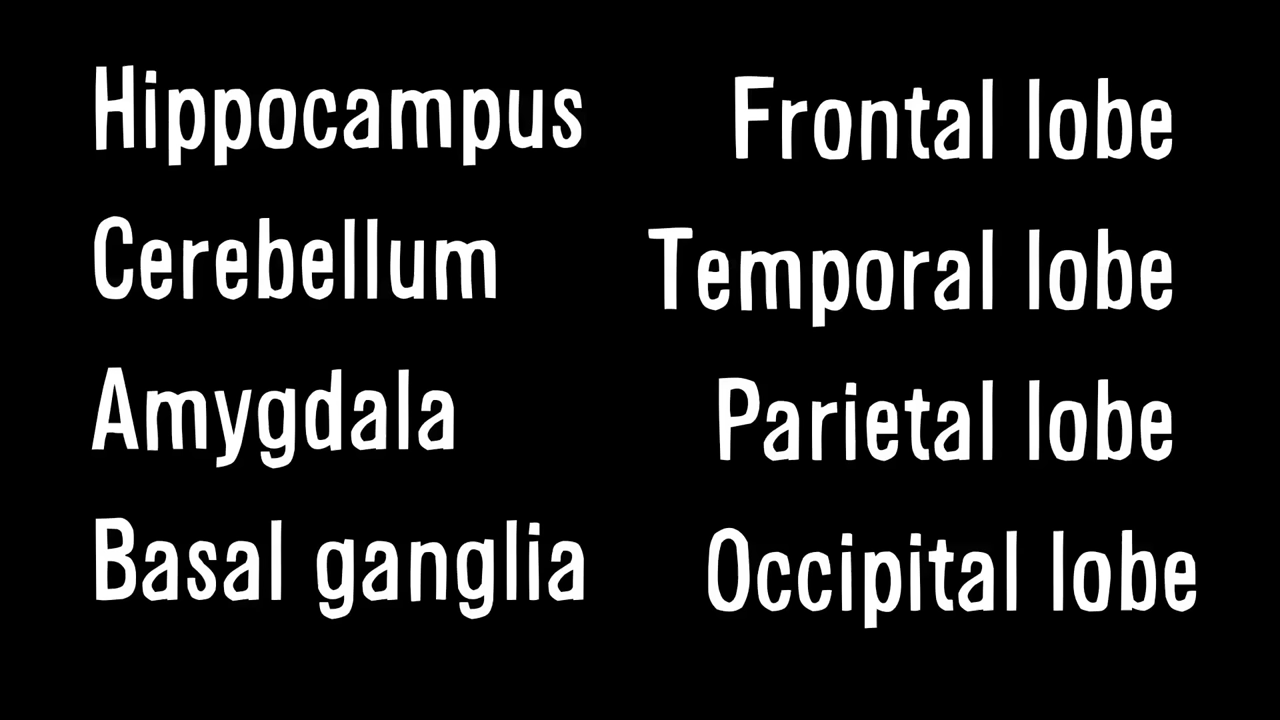 Hippocampus
Cerebellum
Amygdala
Basal ganglia
Frontal lobe
Temporal lobe
Parietal lobe
Occipital lobe